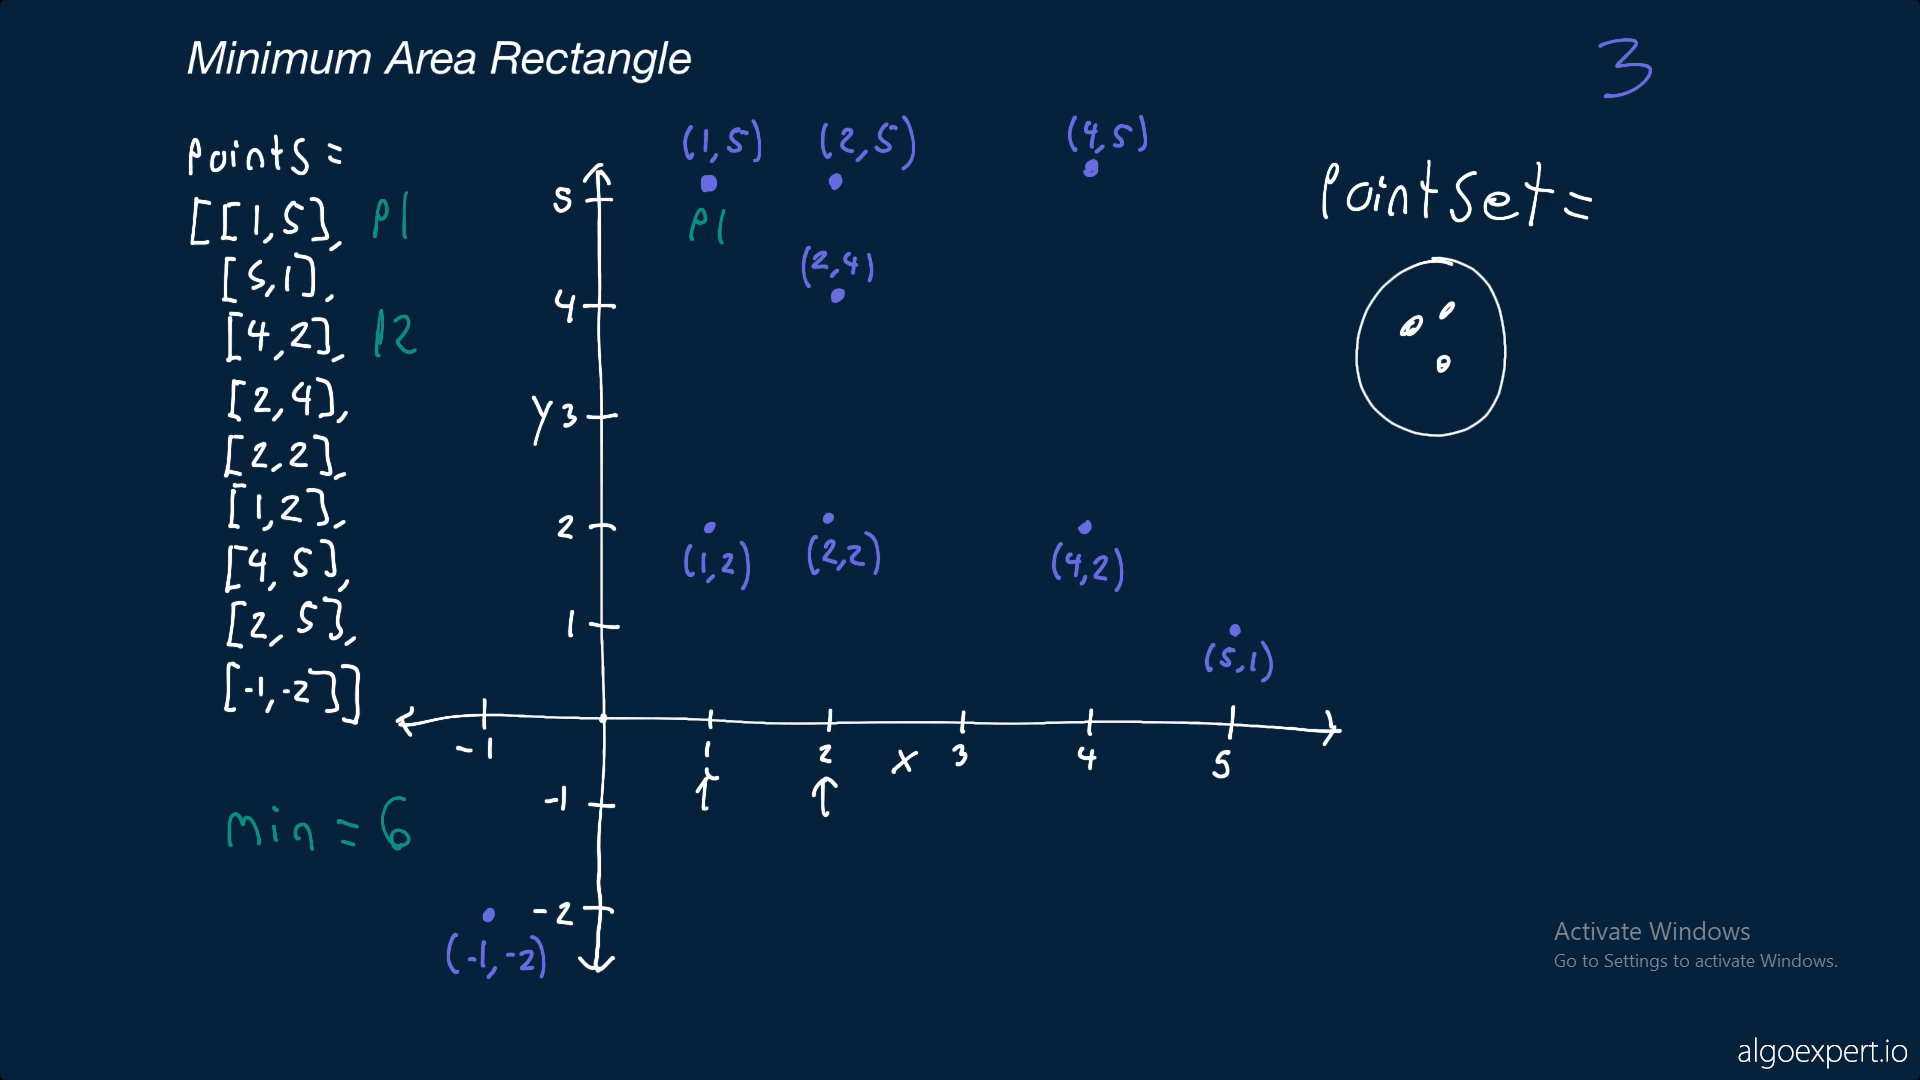 Minimum Area Rectangle
3
points =
[[1,5], p1
[5,1],
[4,2], p2
[2,4],
[2,2],
[1,2],
[4,5],
[2,5],
[-1,-2]]
min = 6
(1,5) (2,5) (4,5)
p1
(2,4)
(1,2) (2,2) (4,2)
(5,1)
(-1,-2)
5
4
y 3
2
1
-1
-2
-1 1 2 x 3 4 5
pointSet =
Activate Windows
Go to Settings to activate Windows.
algoexpert.io